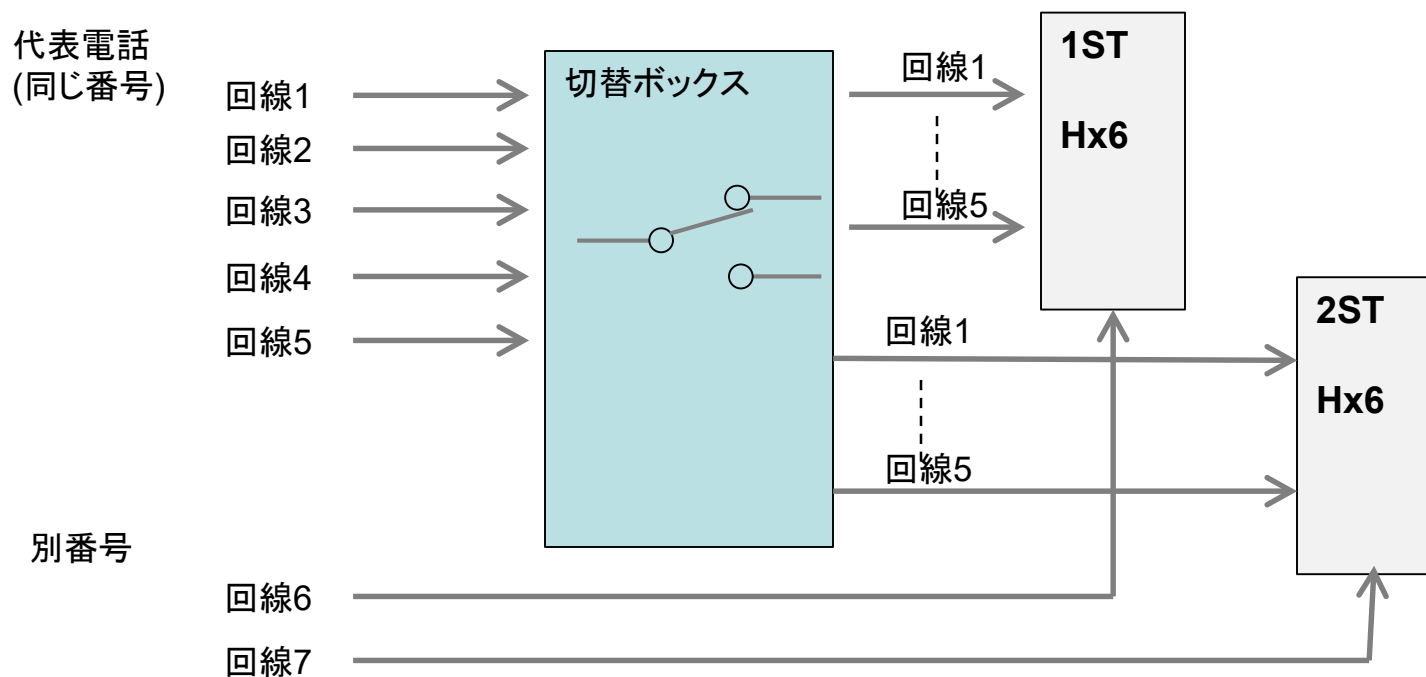 代表電話
(同じ番号)
回線1
回線2
回線3
回線4
回線5
切替ボックス
回線1
回線5
1ST
Hx6
回線1
回線5
2ST
Hx6
別番号
回線6
回線7